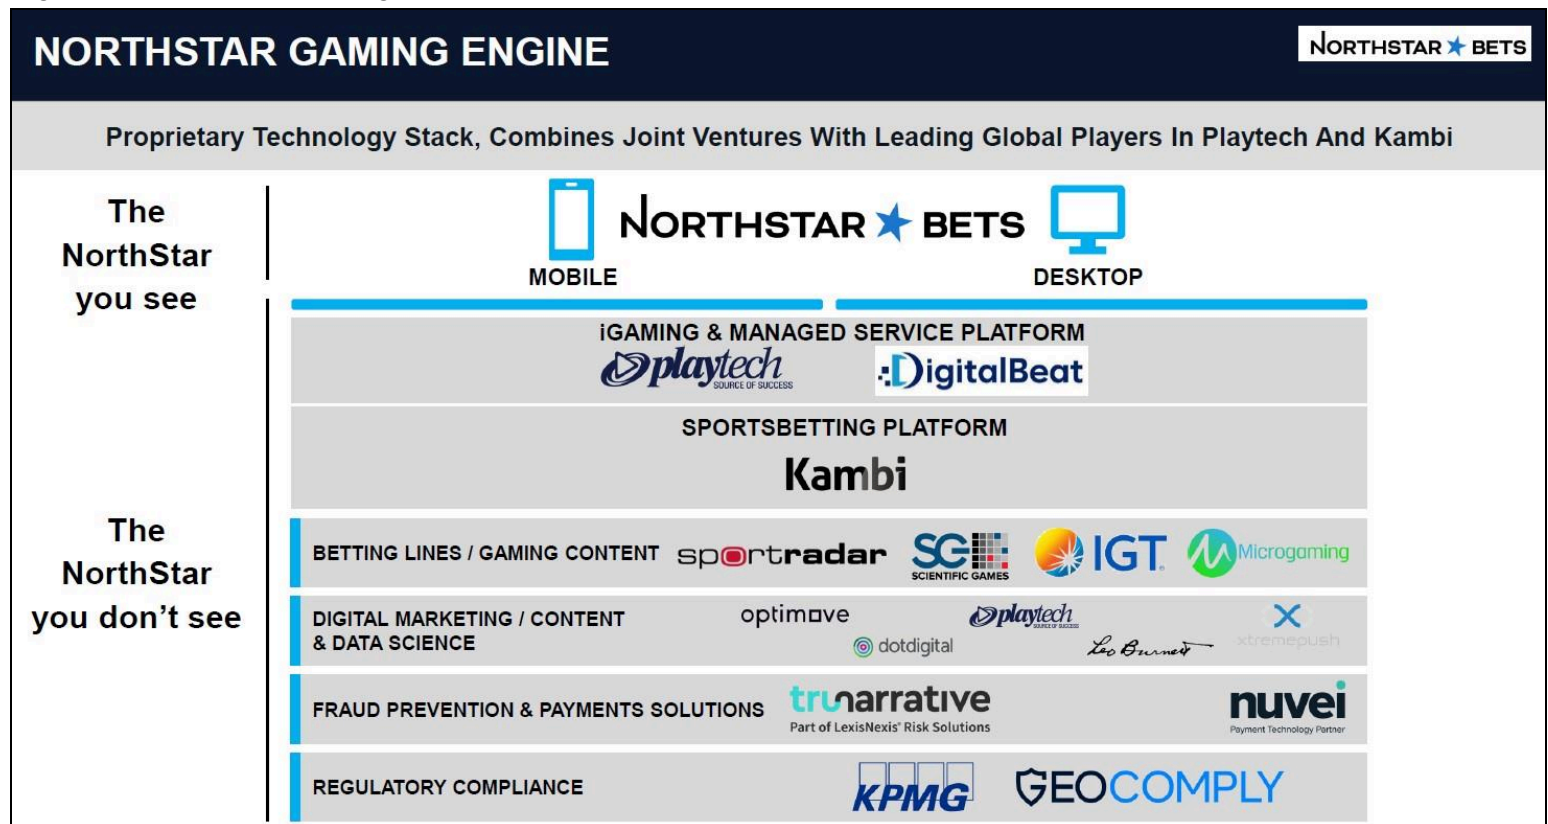 NORTHSTAR GAMING ENGINE
NORTHSTAR BETS
Proprietary Technology Stack, Combines Joint Ventures With Leading Global Players In Playtech And Kambi
The
NorthStar
you see
NORTHSTAR BETS
MOBILE
DESKTOP
iGAMING & MANAGED SERVICE PLATFORM
playtech
SOURCE OF SUCCESS
DigitalBeat
SPORTSBETTING PLATFORM
Kambi
The
NorthStar
you don't see
BETTING LINES / GAMING CONTENT
sportradar
SG
SCIENTIFIC GAMES
IGT
Microgaming
DIGITAL MARKETING / CONTENT
& DATA SCIENCE
optimove
playtech
SOURCE OF SUCCESS
xtremepush
dotdigital
Leo Burnett
FRAUD PREVENTION & PAYMENTS SOLUTIONS
trunarrative
Part of LexisNexis® Risk Solutions
nuvei
Payment Technology Partner
REGULATORY COMPLIANCE
KPMG
GEOCOMPLY